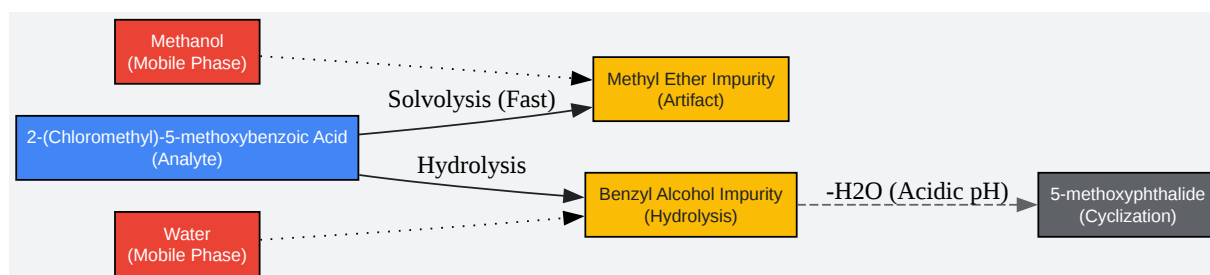 Methanol
(Mobile Phase)
Solvolysis (Fast)
Methyl Ether Impurity
(Artifact)
2-(Chloromethyl)-5-methoxybenzoic Acid
(Analyte)
Hydrolysis
Benzyl Alcohol Impurity
(Hydrolysis)
-H2O (Acidic pH)
5-methoxyphthalide
(Cyclization)
Water
(Mobile Phase)